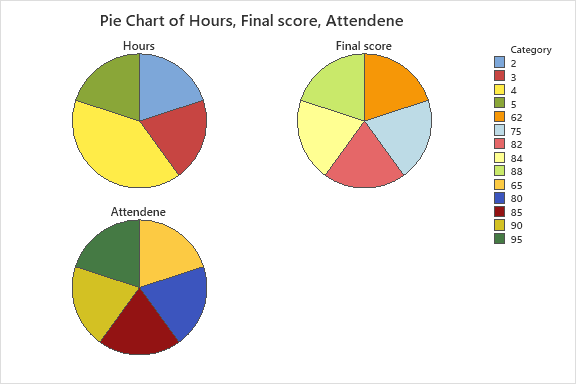 Pie Chart of Hours, Final score, Attendene
Hours
Final score
Attendene
Category
2
3
4
5
62
75
82
84
88
65
80
85
90
95